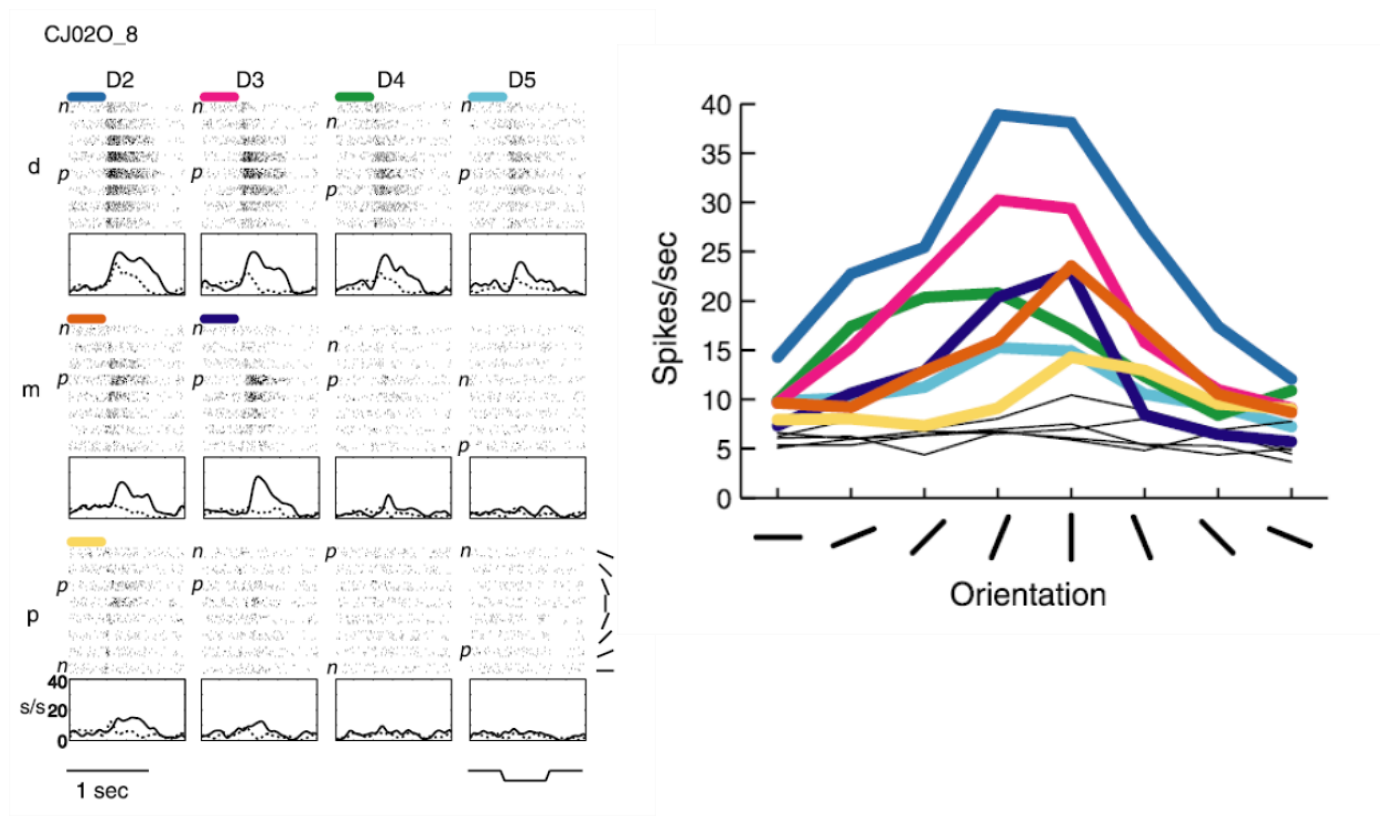 CJ02O_8
D2 D3 D4 D5
n n n n
d
p p p p
n n n n
m
p p p p
n p n
p p
p
n n p
40
s/s 20
0
1 sec
40
35
30
25
20
15
10
5
0
Spikes/sec
Orientation